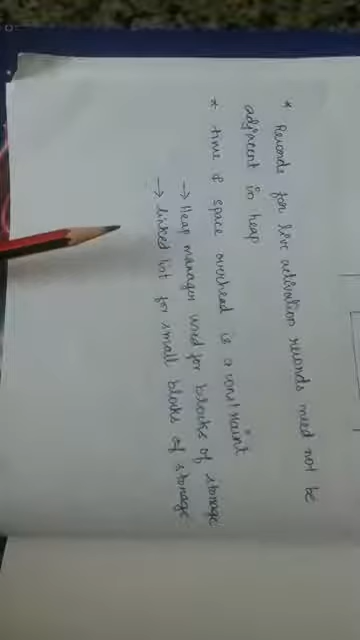 * Records for live activation records need not be
adjacent in heap
* time & space overhead is a constraint
→ Heap manager used for blocks of storage
→ linked list for small blocks of storage